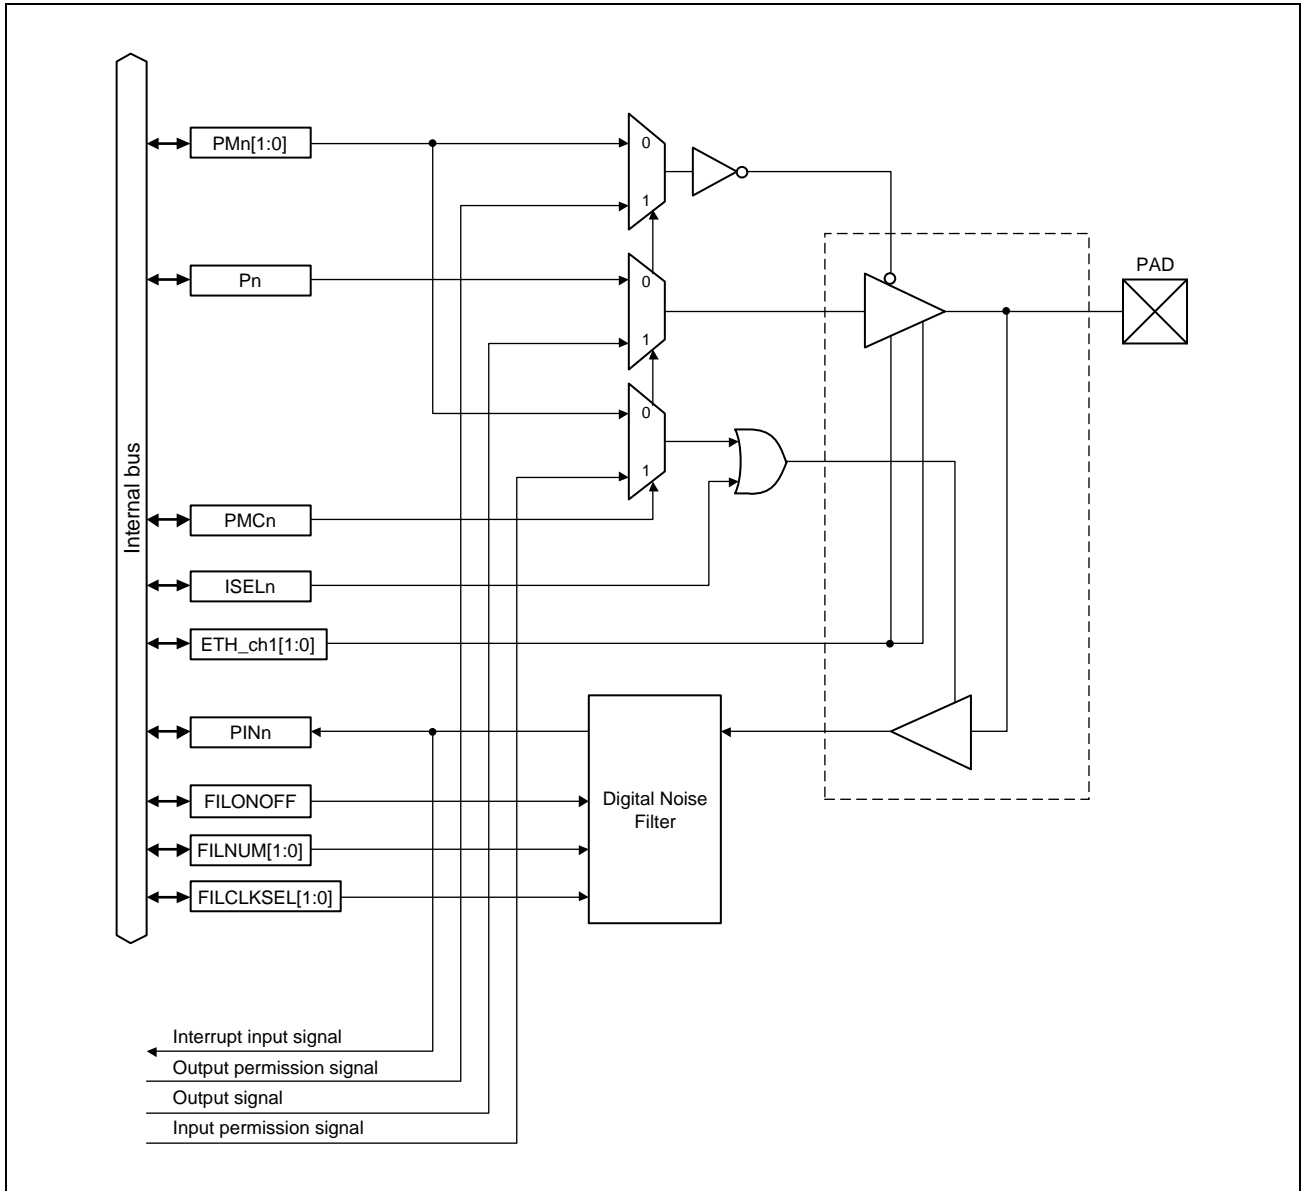 PMn[1:0]
0
1
Pn
0
1
PAD
0
1
Internal bus
PMCn
ISELn
ETH_ch1[1:0]
PINn
FILONOFF
Digital Noise
Filter
FILNUM[1:0]
FILCLKSEL[1:0]
Interrupt input signal
Output permission signal
Output signal
Input permission signal